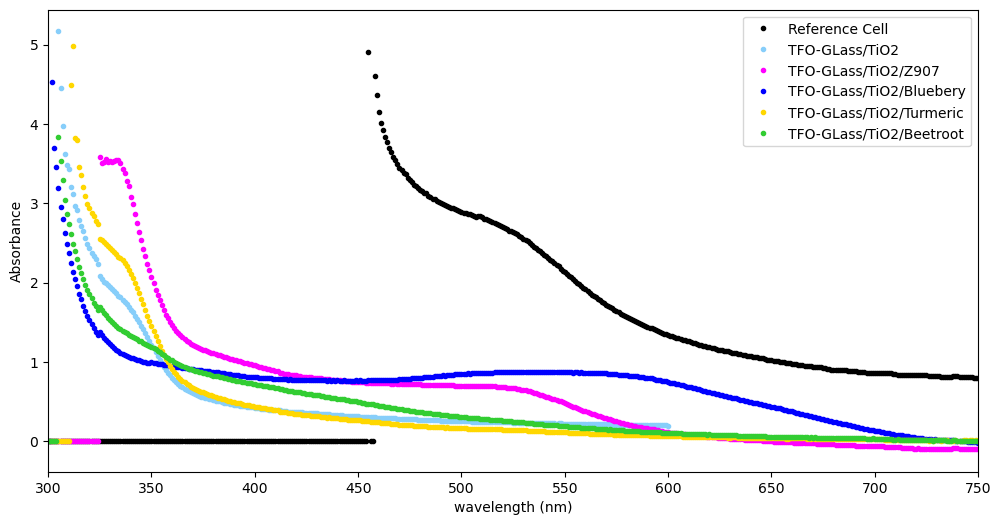 Reference Cell
TFO-GLass/TiO2
TFO-GLass/TiO2/Z907
TFO-GLass/TiO2/Bluebery
TFO-GLass/TiO2/Turmeric
TFO-GLass/TiO2/Beetroot
5
4
3
2
1
0
Absorbance
300 350 400 450 500 550 600 650 700 750
wavelength (nm)